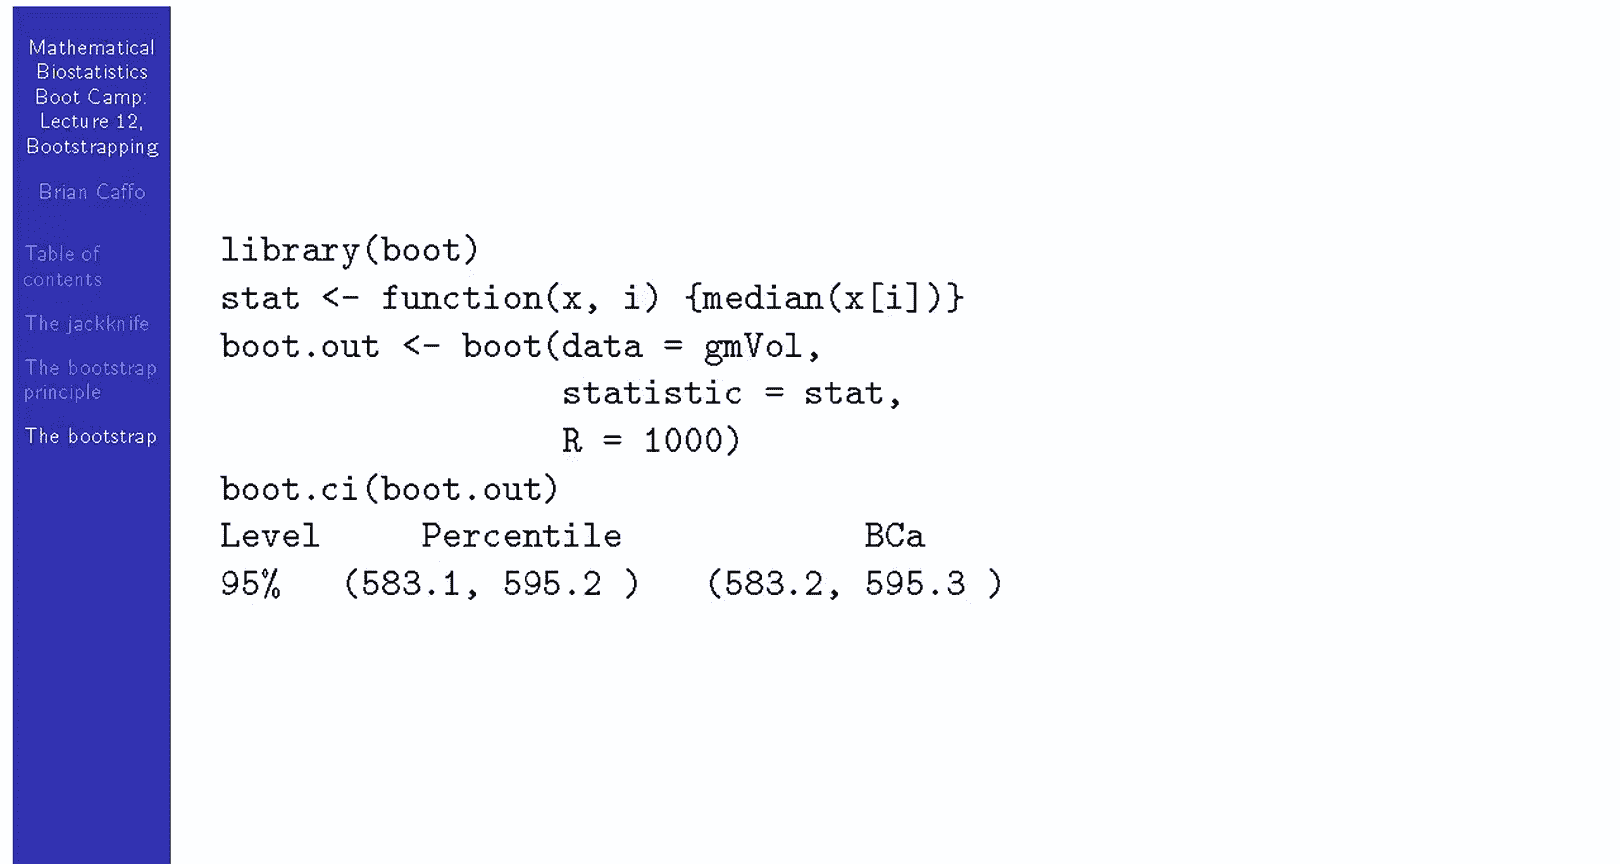 Mathematical
Biostatistics
Boot Camp:
Lecture 12,
Bootstrapping
Brian Caffo
Table of
contents
The jackknife
The bootstrap
principle
The bootstrap
library(boot)
stat <- function(x, i) {median(x[i])}
boot.out <- boot(data = gmVol,
statistic = stat,
R = 1000)
boot.ci(boot.out)
Level Percentile BCa
95% (583.1, 595.2 ) (583.2, 595.3 )